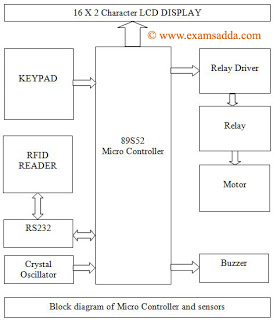 16 X 2 Character LCD DISPLAY
© www.examsadda.com
KEYPAD
Relay Driver
89S52
Micro Controller
Relay
RFID
READER
Motor
RS232
Crystal
Oscillator
Buzzer
Block diagram of Micro Controller and sensors